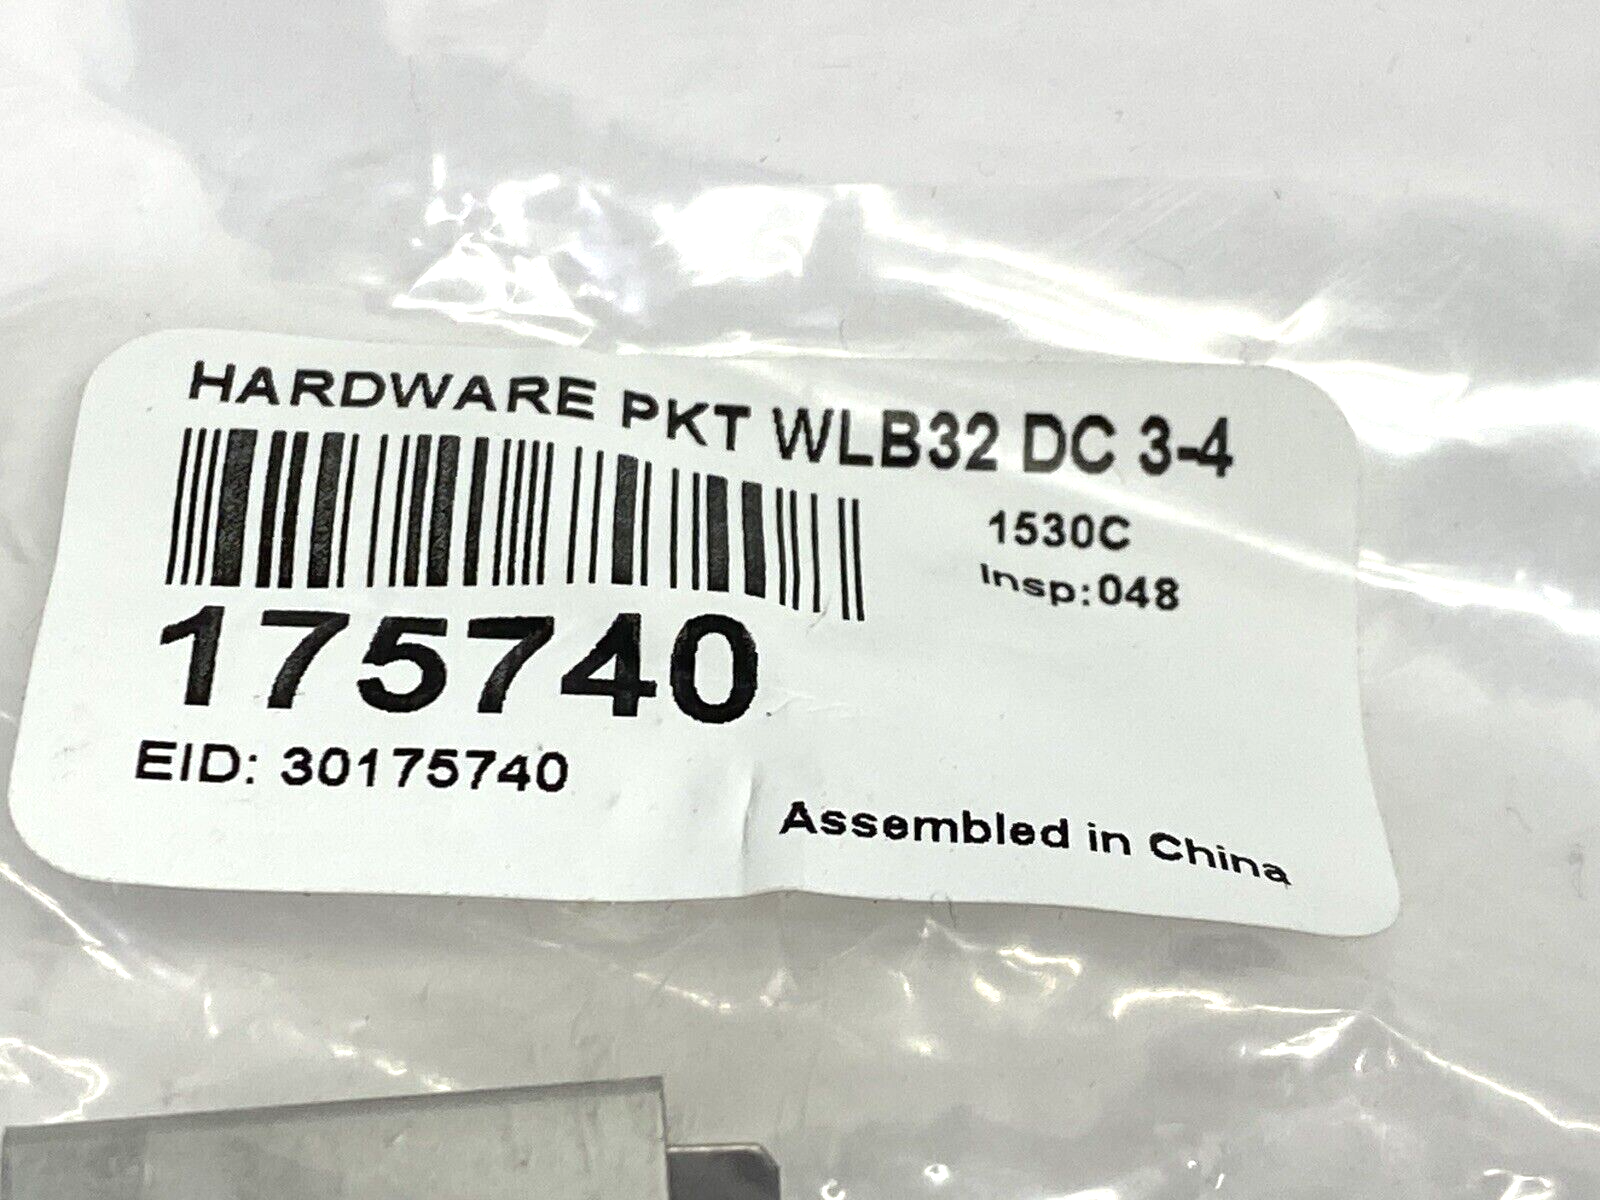 HARDWARE PKT WLB32 DC 3-4
1530C
Insp:048
175740
EID: 30175740
Assembled in China